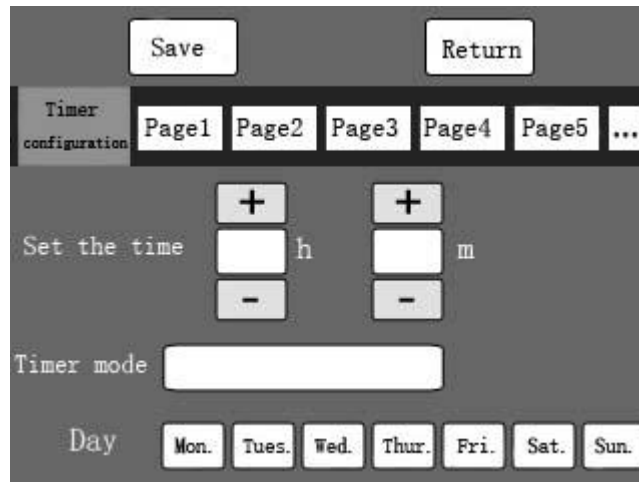 Save Return
Timer configuration Page1 Page2 Page3 Page4 Page5 ...
+ +
Set the time h m
- -
Timer mode
Day Mon. Tues. Wed. Thur. Fri. Sat. Sun.